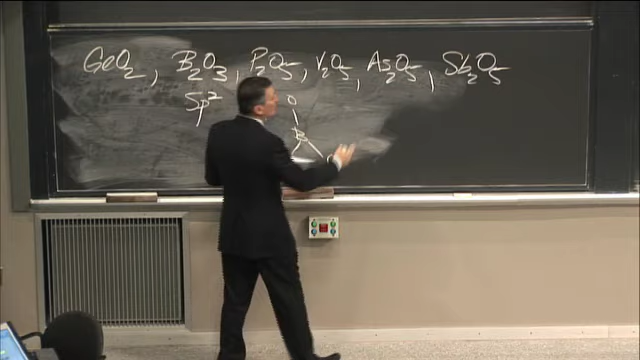 GeO₂, B₂O₃, P₂O₅, V₂O₅, As₂O₅, Sb₂O₅
Sp²
O
B